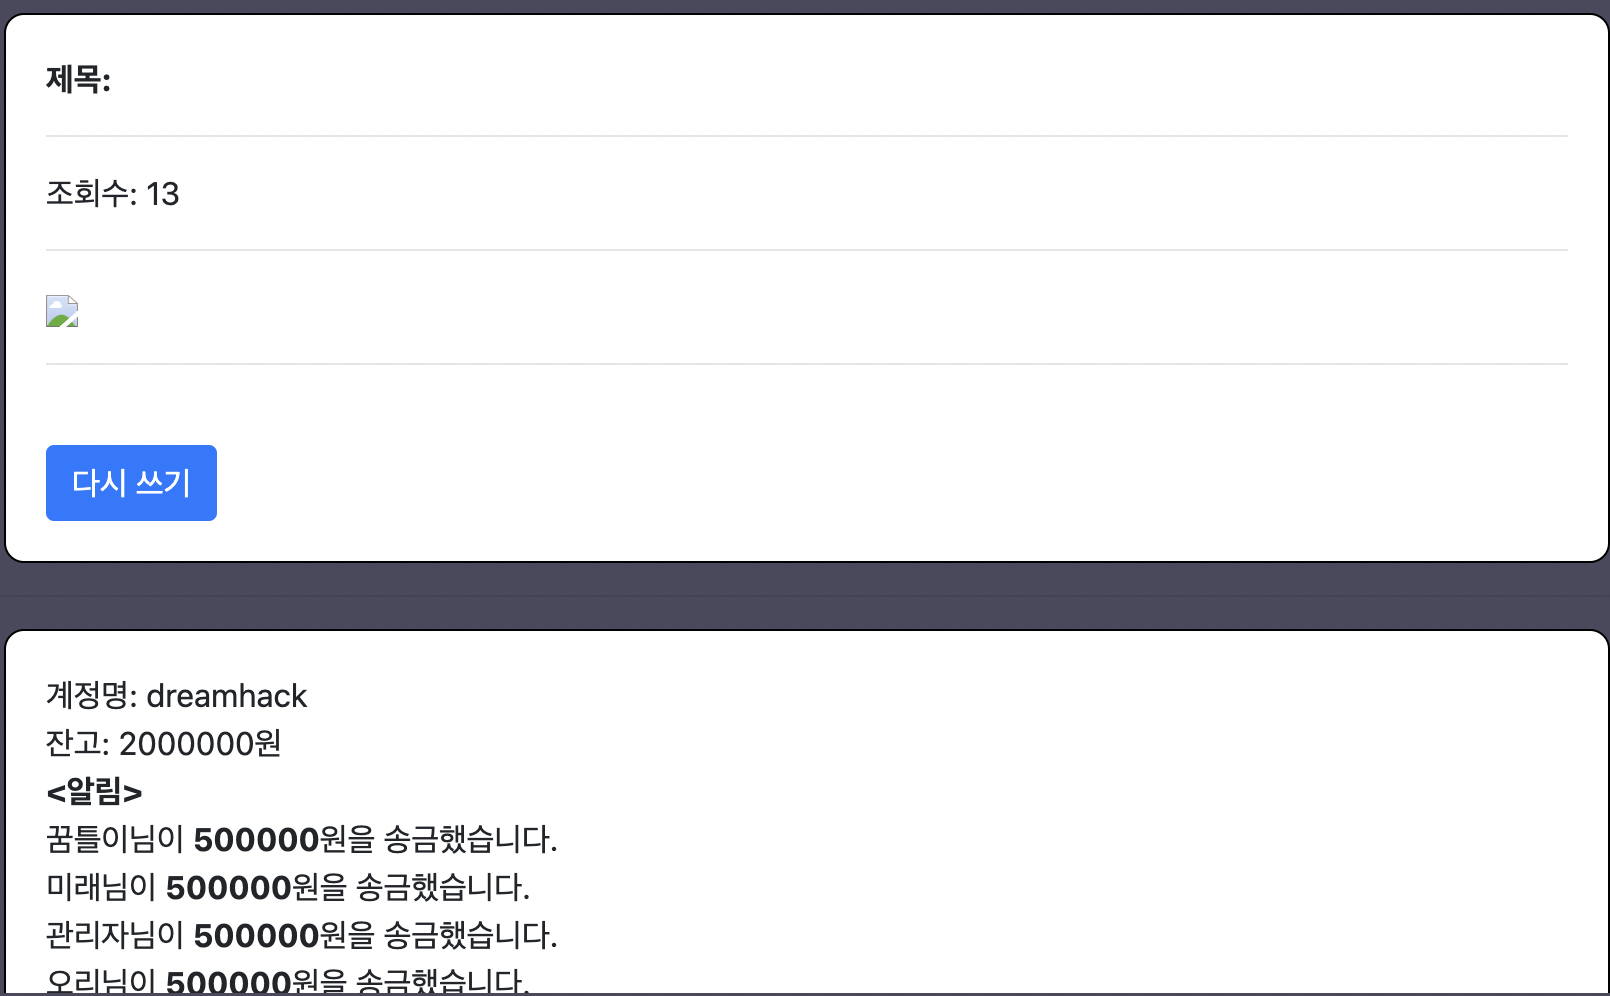 제목:
조회수: 13
다시 쓰기
계정명: dreamhack
잔고: 2000000원
<알림>
꿈틀이님이 500000원을 송금했습니다.
미래님이 500000원을 송금했습니다.
관리자님이 500000원을 송금했습니다.
오리님이 500000원을 송금했습니다.